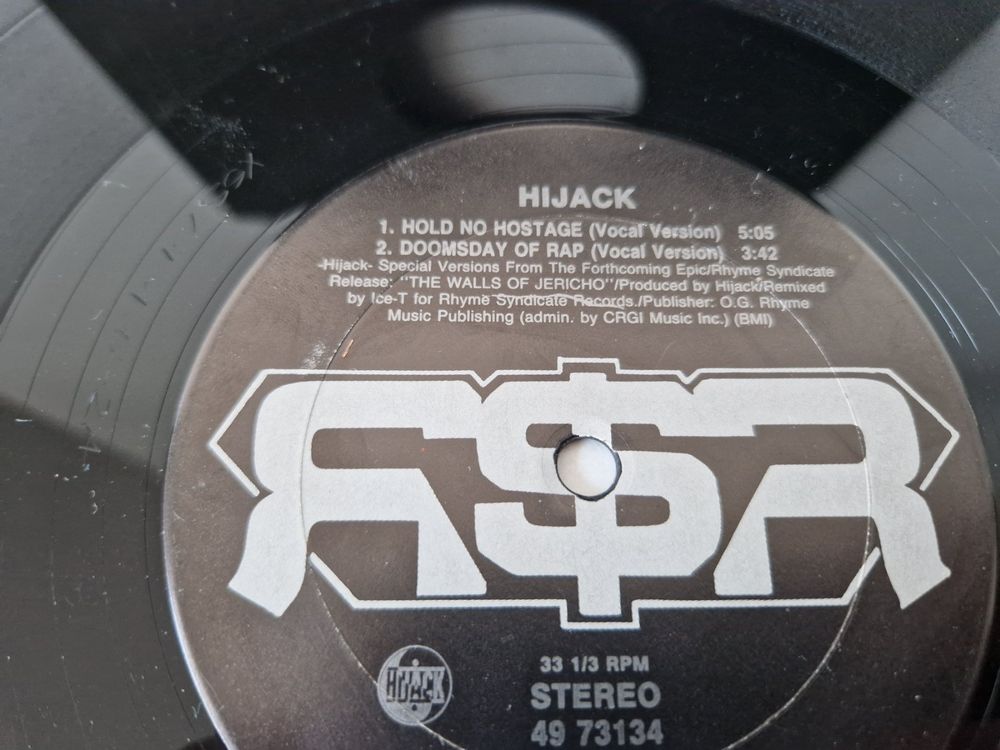 HIJACK
1. HOLD NO HOSTAGE (Vocal Version) 5:05
2. DOOMSDAY OF RAP (Vocal Version) 3:42
-Hijack- Special Versions From The Forthcoming Epic/Rhyme Syndicate
Release: "THE WALLS OF JERICHO"/Produced by Hijack/Remixed
by Ice-T for Rhyme Syndicate Records./Publisher: O.G. Rhyme
Music Publishing (admin. by CRGI Music Inc.) (BMI)
R$R
HIJACK
33 1/3 RPM
STEREO
49 73134